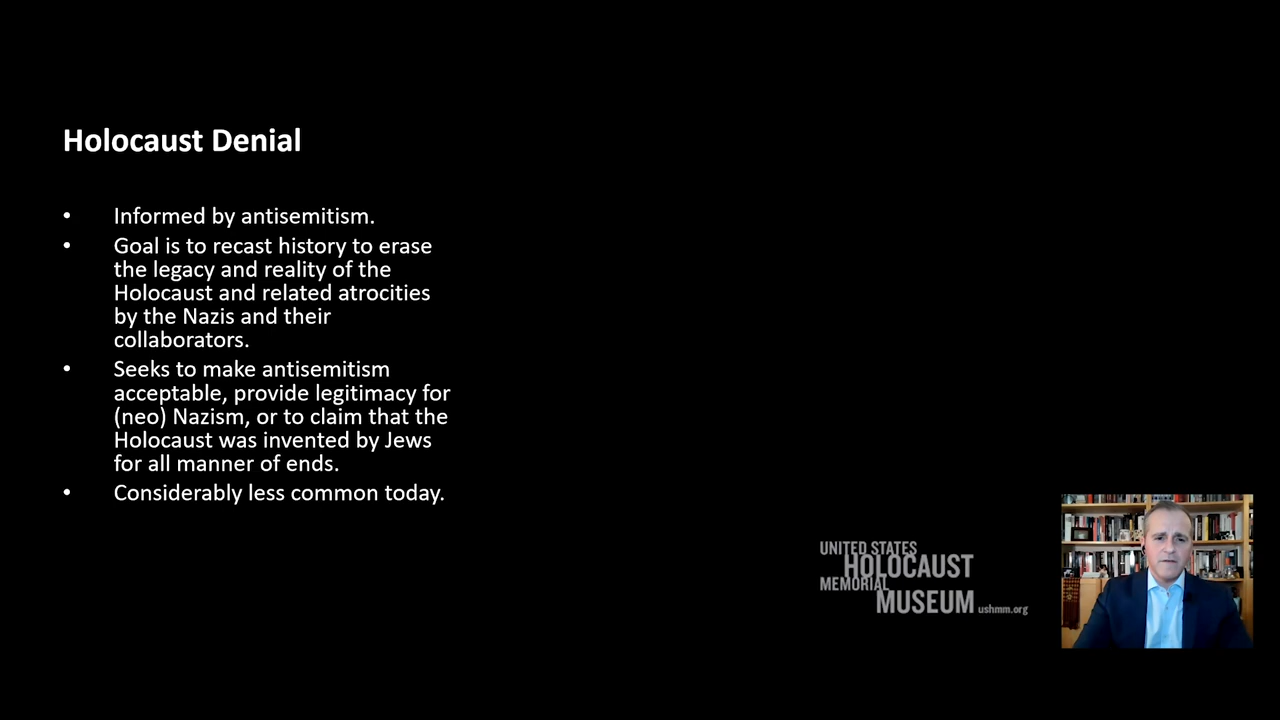 Holocaust Denial
• Informed by antisemitism.
• Goal is to recast history to erase
the legacy and reality of the
Holocaust and related atrocities
by the Nazis and their
collaborators.
• Seeks to make antisemitism
acceptable, provide legitimacy for
(neo) Nazism, or to claim that the
Holocaust was invented by Jews
for all manner of ends.
• Considerably less common today.
UNITED STATES
HOLOCAUST
MEMORIAL
MUSEUM ushmm.org